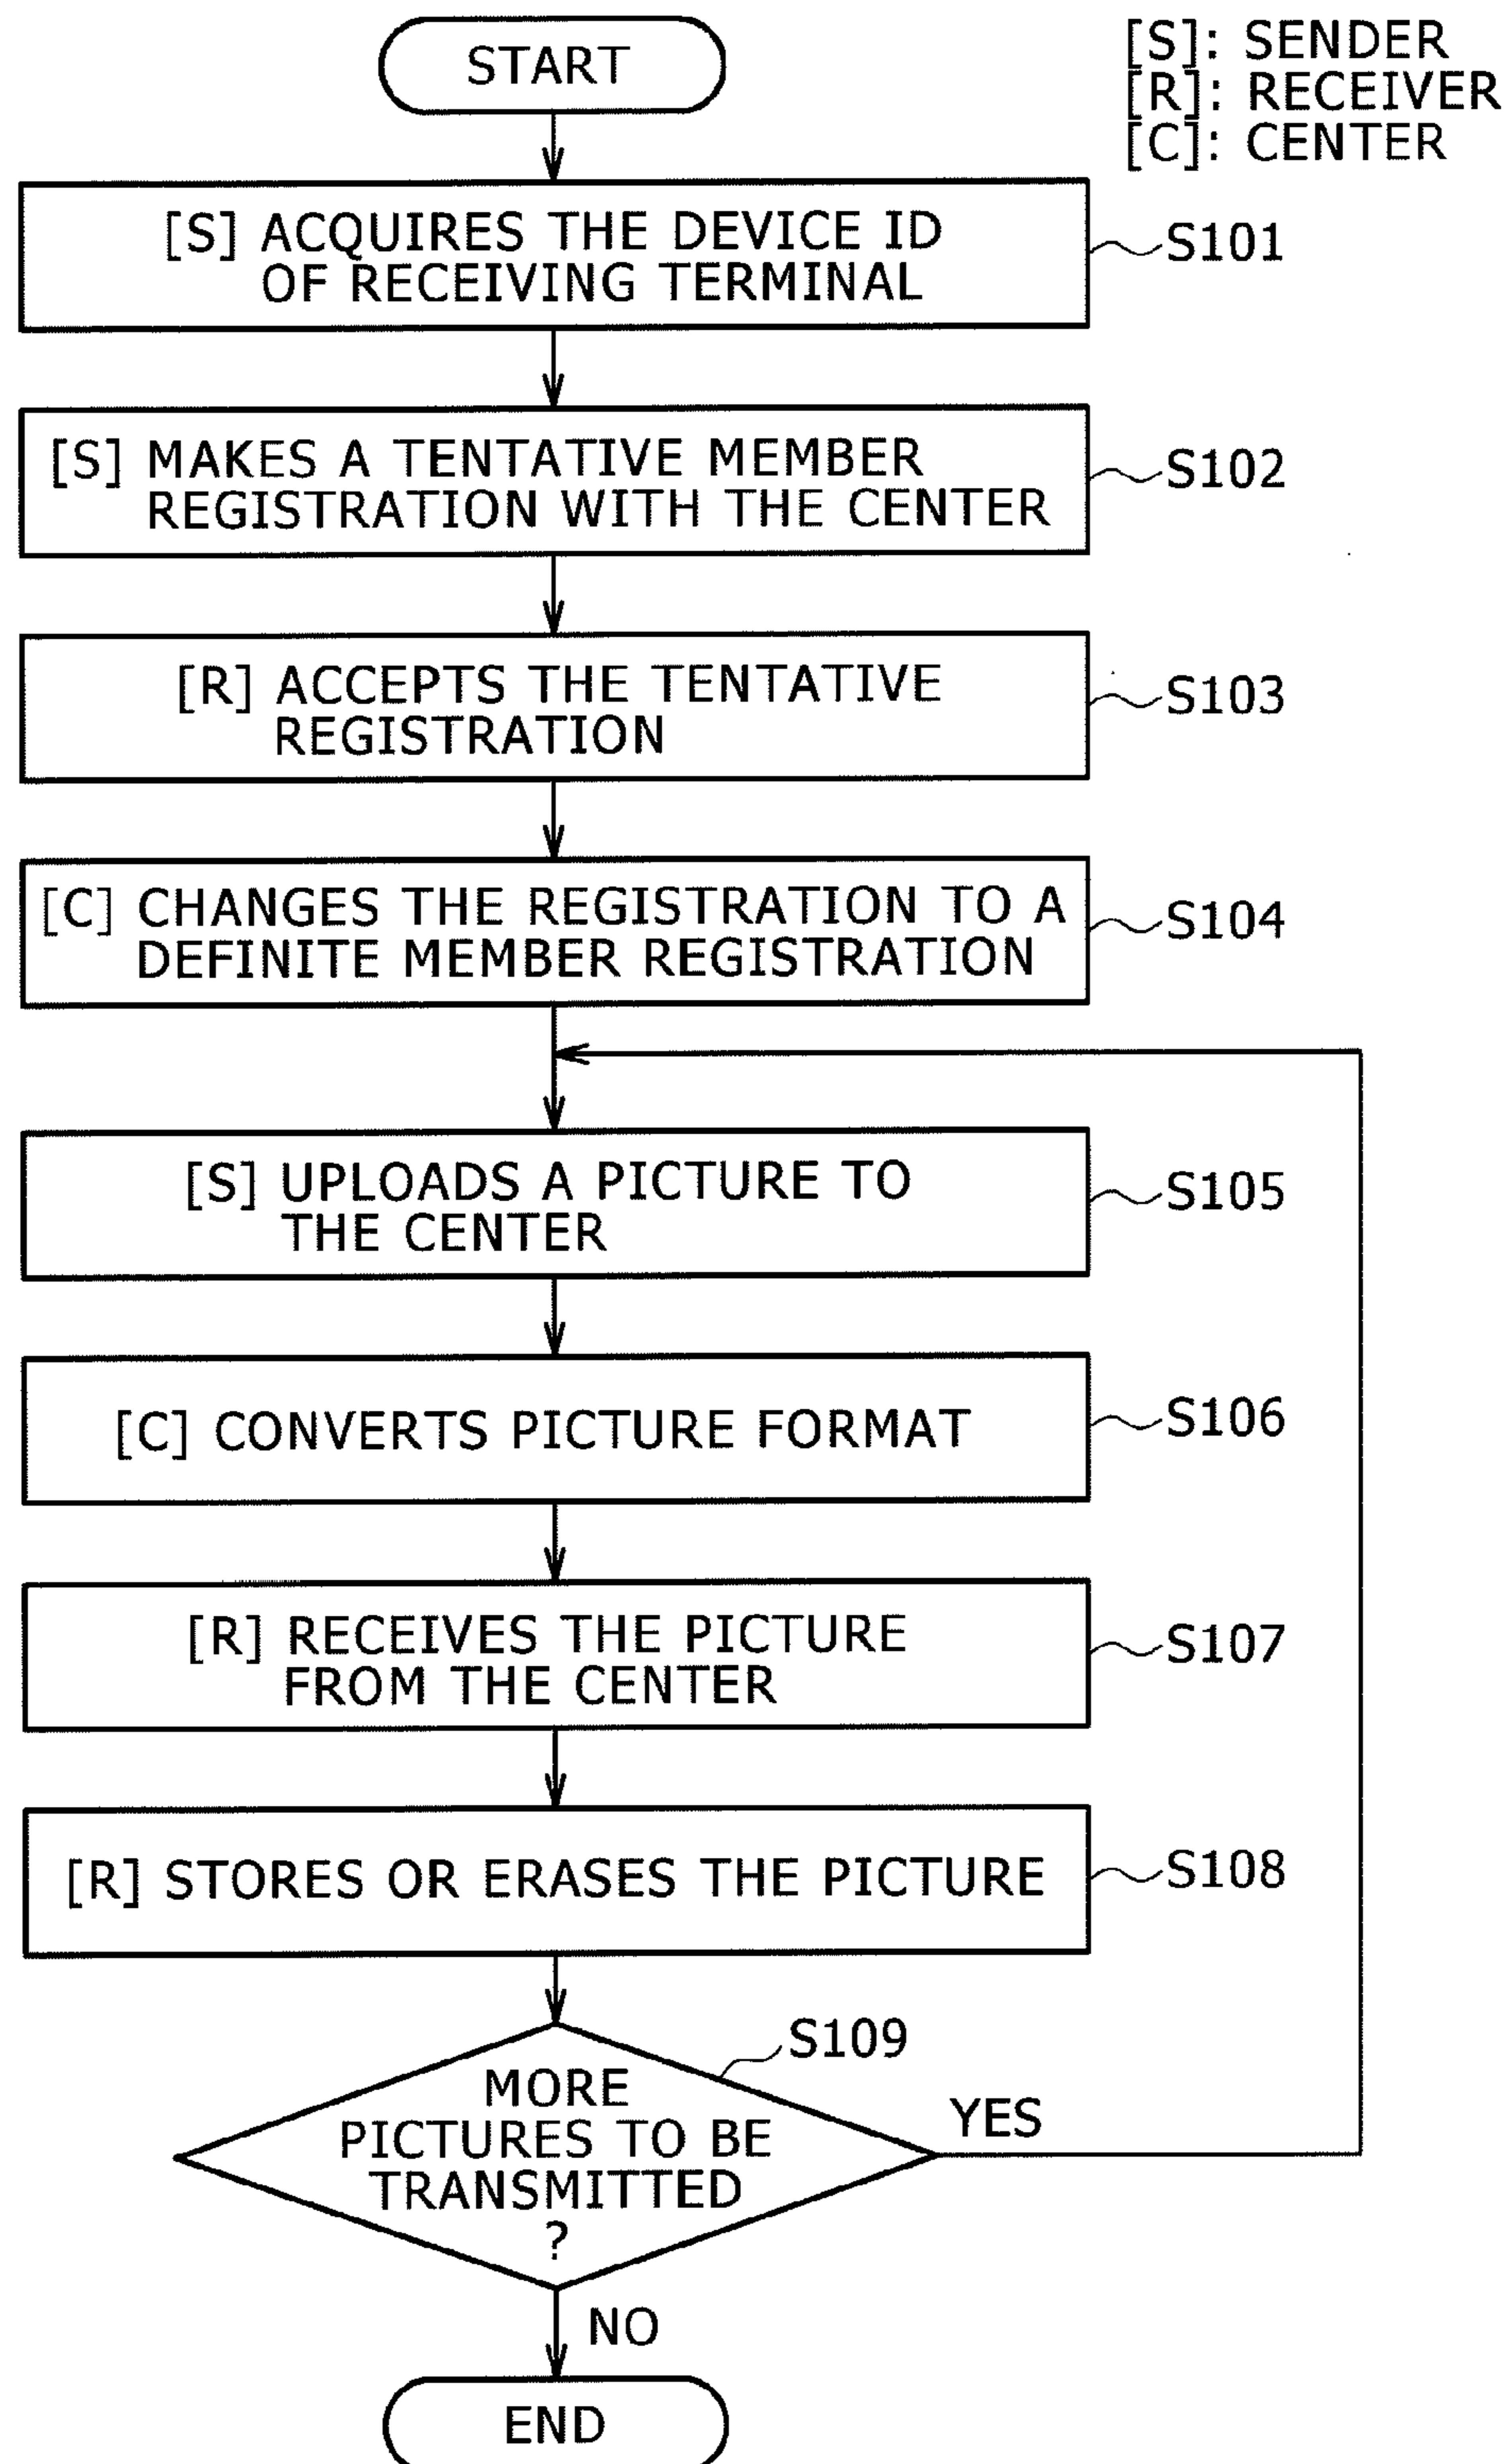 START
[S]: SENDER
[R]: RECEIVER
[C]: CENTER
[S] ACQUIRES THE DEVICE ID
OF RECEIVING TERMINAL
S101
[S] MAKES A TENTATIVE MEMBER
REGISTRATION WITH THE CENTER
S102
[R] ACCEPTS THE TENTATIVE
REGISTRATION
S103
[C] CHANGES THE REGISTRATION TO A
DEFINITE MEMBER REGISTRATION
S104
[S] UPLOADS A PICTURE TO
THE CENTER
S105
[C] CONVERTS PICTURE FORMAT
S106
[R] RECEIVES THE PICTURE
FROM THE CENTER
S107
[R] STORES OR ERASES THE PICTURE
S108
S109
MORE
PICTURES TO BE
TRANSMITTED
?
YES
NO
END